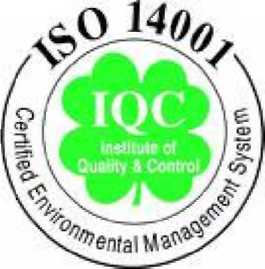 ISO 14001
IQC
Institute of
Quality & Control
Certified Environmental Management System